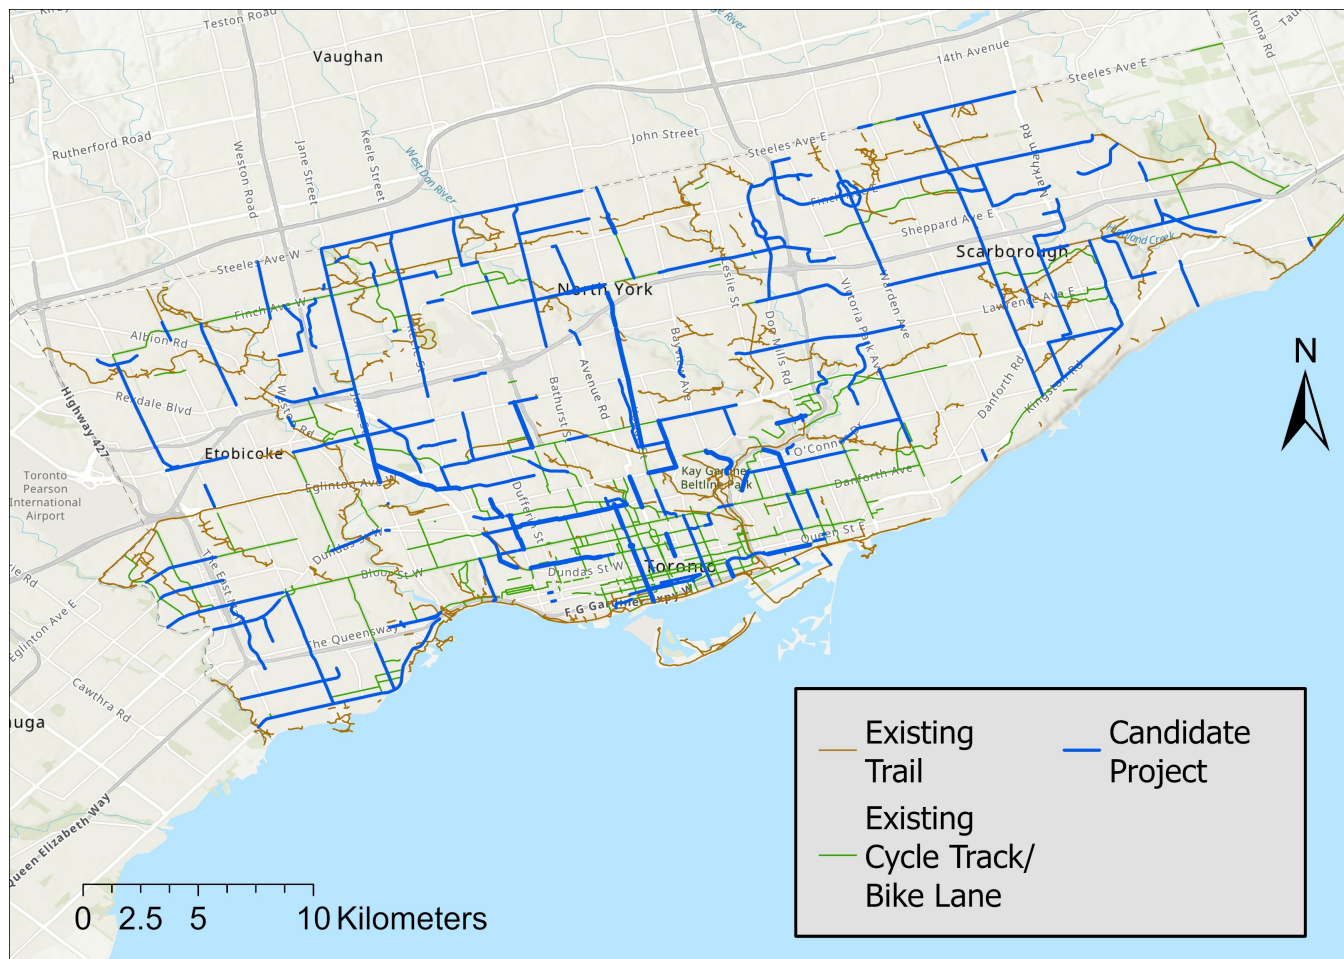 Teston Road
Vaughan
14th Avenue
Steeles Ave E
Rutherford Road
John Street
Steeles Ave E
Weston Road
Jane Street
Keele Street
West Don River
Markham Rd
Sheppard Ave E
Scarborough
Highland Creek
Steeles Ave W
North York
Leslie St
Victoria Park Ave
Warden Ave
Lawrence Ave E
Finch Ave W
Albion Rd
Don Mills Rd
Bayview Ave
Avenue Rd
Bathurst St
Danforth Rd
Kingston Rd
Rexdale Blvd
Weston Rd
Highway 427
Etobicoke
O'Connor Dr
Kay Gardner
Beltline Park
Danforth Ave
Toronto
Pearson
International
Airport
Eglinton Ave
Dufferin St
Queen St E
Dundas St W
Bloor St W
Dundas St W
Toronto
F G Gardiner Expy W
The East Mall
The Queensway
Eglinton Ave E
Cawthra Rd
Queen Elizabeth Way
N
Existing
Trail
Candidate
Project
Existing
Cycle Track/
Bike Lane
0 2.5 5 10 Kilometers